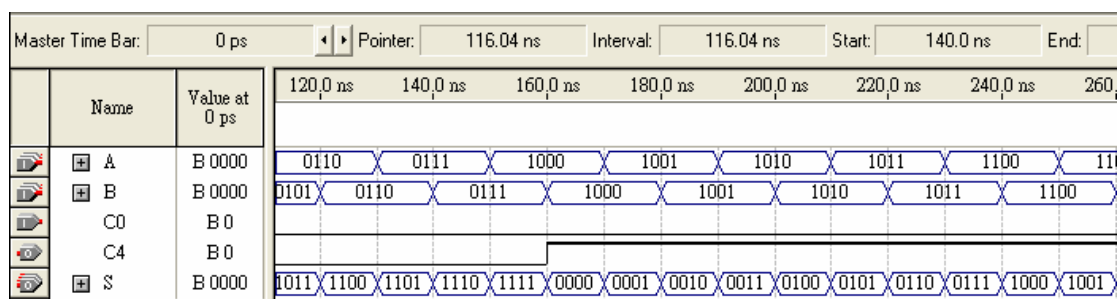 Master Time Bar: 0 ps Pointer: 116.04 ns Interval: 116.04 ns Start: 140.0 ns End:
Name Value at 0 ps 120.0 ns 140.0 ns 160.0 ns 180.0 ns 200.0 ns 220.0 ns 240.0 ns 260.
A B 0000 0110 0111 1000 1001 1010 1011 1100 11
B B 0000 0101 0110 0111 1000 1001 1010 1011 1100
C0 B 0
C4 B 0
S B 0000 1011 1100 1101 1110 1111 0000 0001 0010 0011 0100 0101 0110 0111 1000 1001